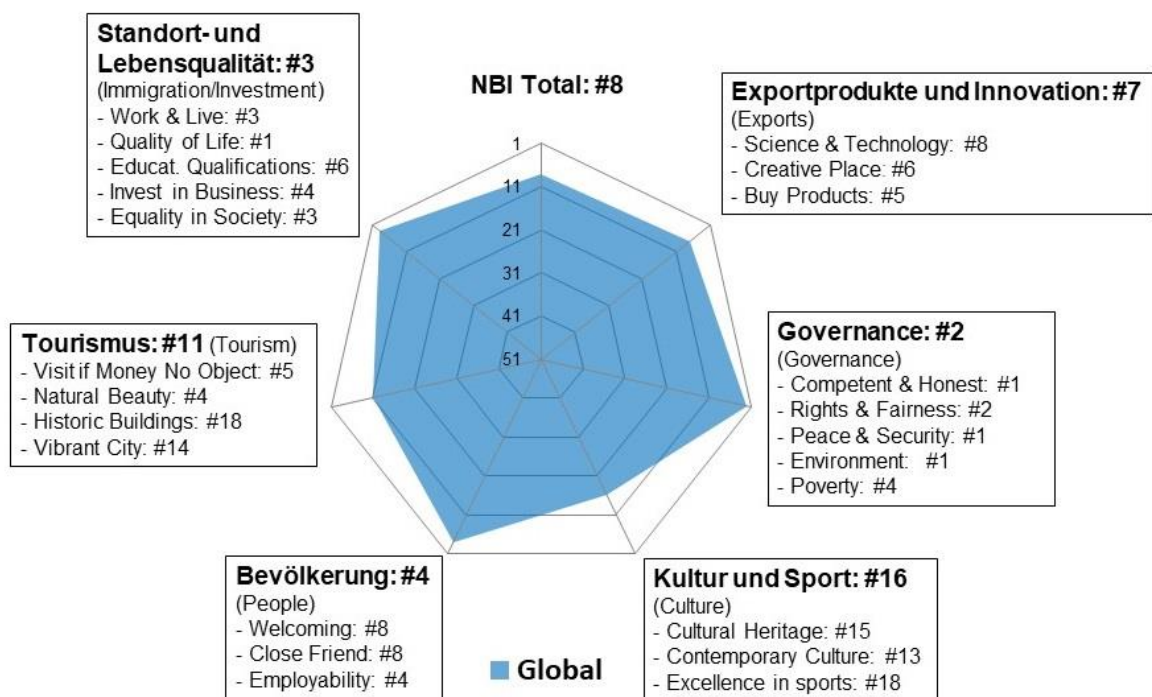 Standort- und
Lebensqualität: #3
(Immigration/Investment)
- Work & Live: #3
- Quality of Life: #1
- Educat. Qualifications: #6
- Invest in Business: #4
- Equality in Society: #3
NBI Total: #8
Exportprodukte und Innovation: #7
(Exports)
- Science & Technology: #8
- Creative Place: #6
- Buy Products: #5
1
11
21
31
41
51
Tourismus: #11 (Tourism)
- Visit if Money No Object: #5
- Natural Beauty: #4
- Historic Buildings: #18
- Vibrant City: #14
Governance: #2
(Governance)
- Competent & Honest: #1
- Rights & Fairness: #2
- Peace & Security: #1
- Environment: #1
- Poverty: #4
Bevölkerung: #4
(People)
- Welcoming: #8
- Close Friend: #8
- Employability: #4
Global
Kultur und Sport: #16
(Culture)
- Cultural Heritage: #15
- Contemporary Culture: #13
- Excellence in sports: #18